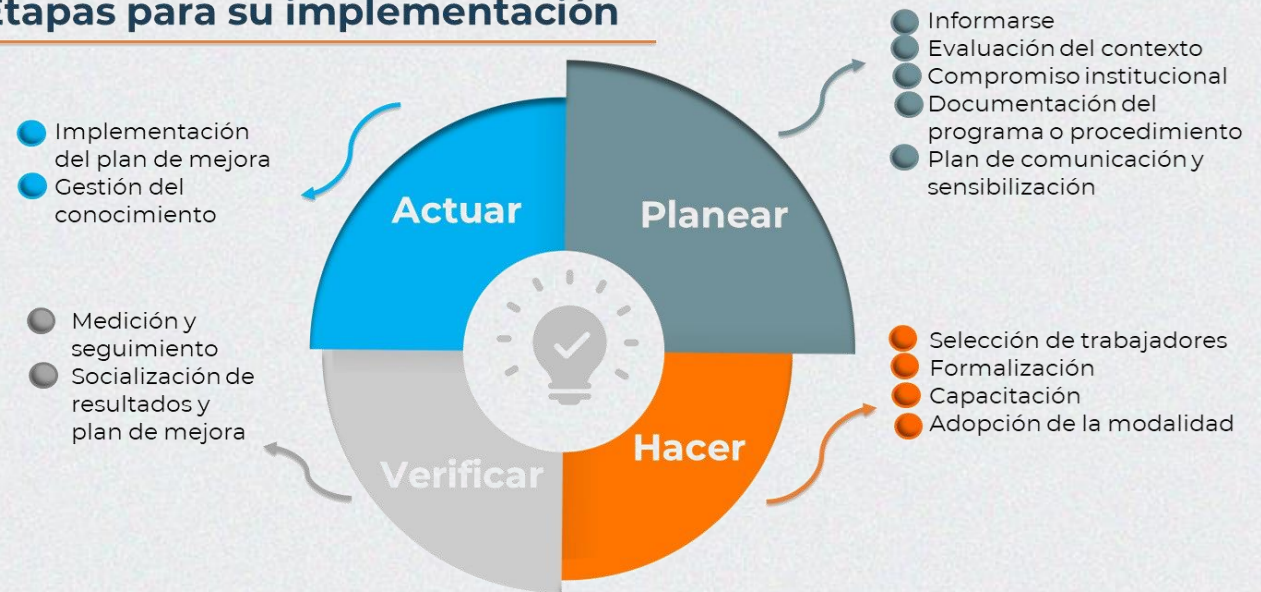 Etapas para su implementación
Informarse
Evaluación del contexto
Compromiso institucional
Documentación del
programa o procedimiento
Plan de comunicación y
sensibilización
Implementación
del plan de mejora
Gestión del
conocimiento
Actuar
Planear
Medición y
seguimiento
Socialización de
resultados y
plan de mejora
Selección de trabajadores
Formalización
Capacitación
Adopción de la modalidad
Verificar
Hacer